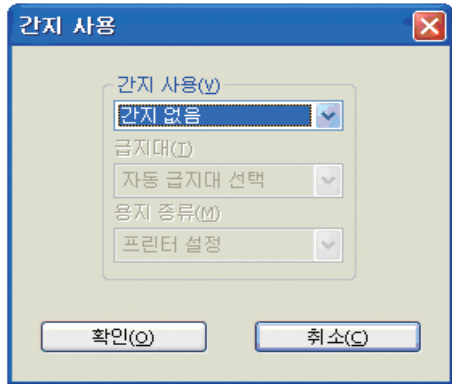 간지 사용
간지 사용(V)
간지 없음
급지대(T)
자동 급지대 선택
용지 종류(M)
프린터 설정
확인(O)
취소(C)